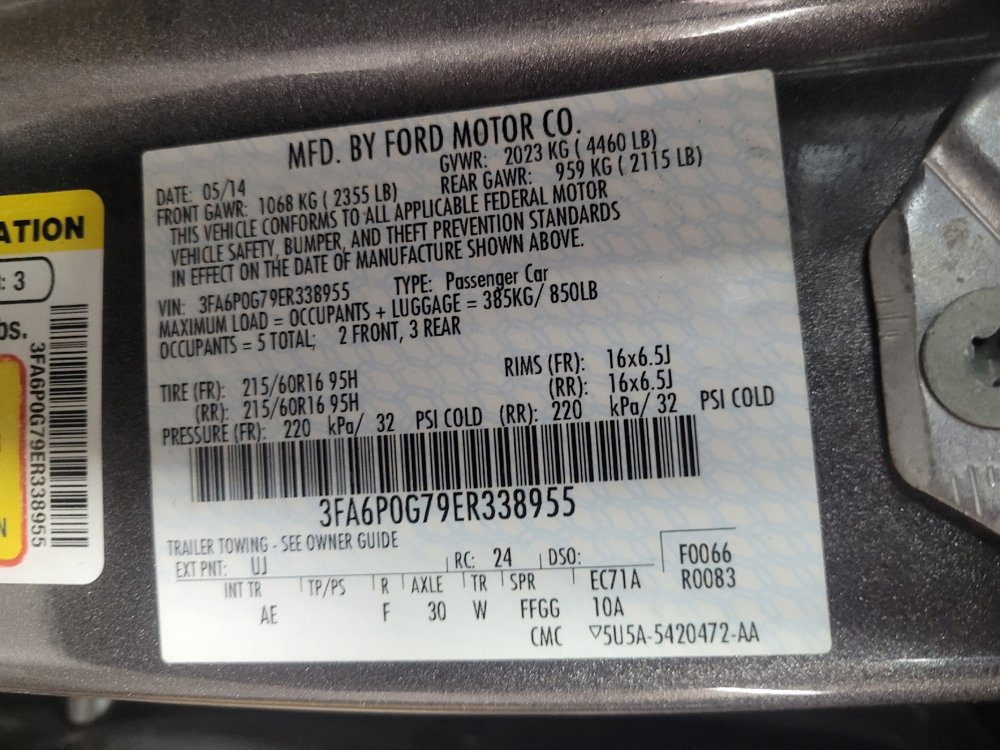 MFD. BY FORD MOTOR CO.
DATE: 05/14 GVWR: 2023 KG ( 4460 LB)
FRONT GAWR: 1068 KG ( 2355 LB) REAR GAWR: 959 KG ( 2115 LB)
THIS VEHICLE CONFORMS TO ALL APPLICABLE FEDERAL MOTOR
VEHICLE SAFETY, BUMPER, AND THEFT PREVENTION STANDARDS
IN EFFECT ON THE DATE OF MANUFACTURE SHOWN ABOVE.
VIN: 3FA6P0G79ER338955 TYPE: Passenger Car
MAXIMUM LOAD = OCCUPANTS + LUGGAGE = 385KG/ 850LB
OCCUPANTS = 5 TOTAL; 2 FRONT, 3 REAR
TIRE (FR): 215/60R16 95H RIMS (FR): 16x6.5J
(RR): 215/60R16 95H (RR): 16x6.5J
PRESSURE (FR): 220 kPa/ 32 PSI COLD (RR): 220 kPa/ 32 PSI COLD
3FA6P0G79ER338955
TRAILER TOWING - SEE OWNER GUIDE
EXT PNT: UJ RC: 24 DSO: F0066
INT TR TP/PS R AXLE TR SPR EC71A R0083
AE F 30 W FFGG 10A
CMC ▽5U5A-5420472-AA
3
3FA6P0G79ER338955